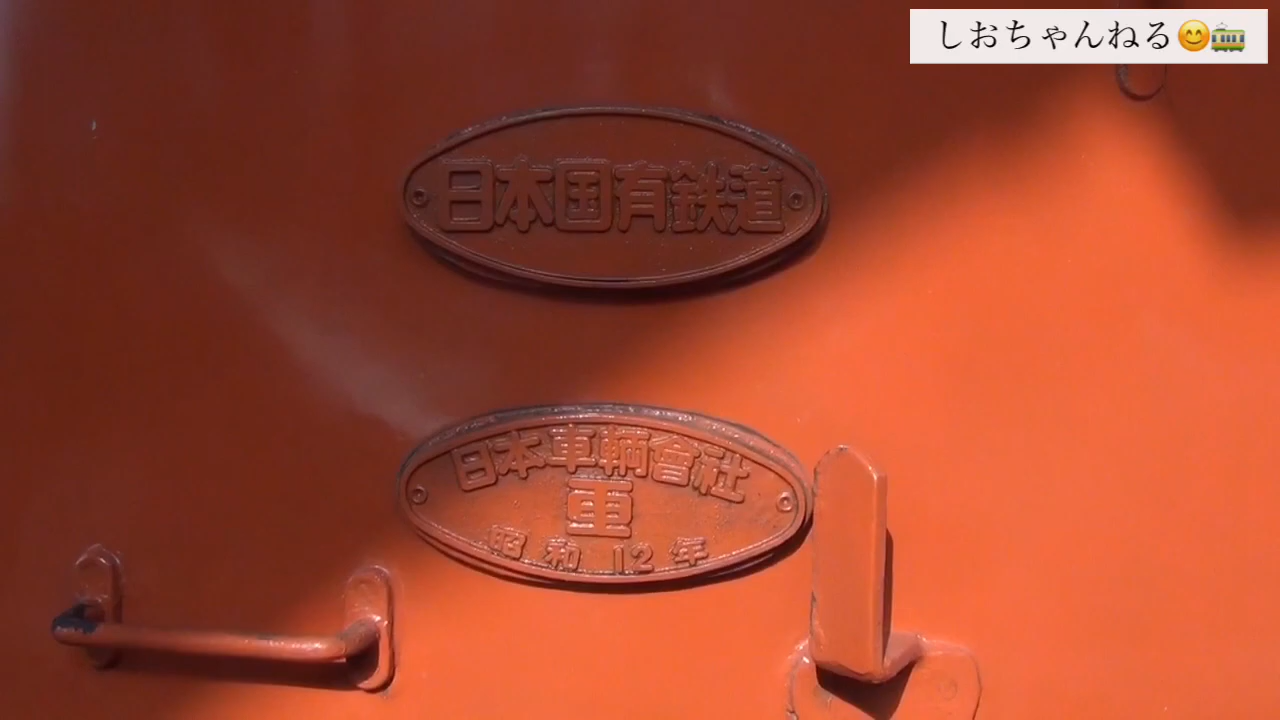 しおちゃんねる😊🚃
日本国有鉄道
日本車輌會社
車
昭和12年